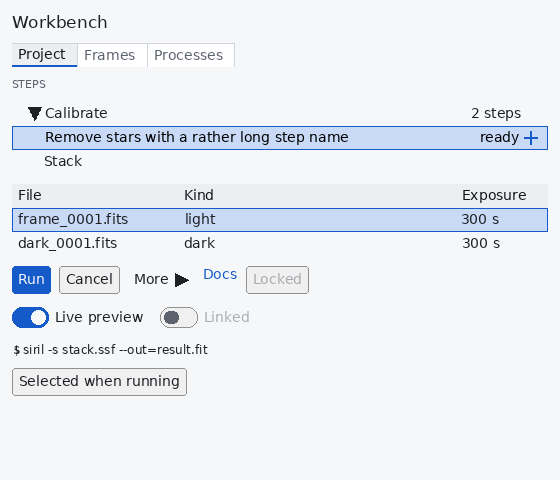 Workbench
Project Frames Processes
STEPS
Calibrate 2 steps
Remove stars with a rather long step name ready
Stack
File Kind Exposure
frame_0001.fits light 300 s
dark_0001.fits dark 300 s
Run Cancel More Docs Locked
Live preview Linked
$ siril -s stack.ssf --out=result.fit
Selected when running